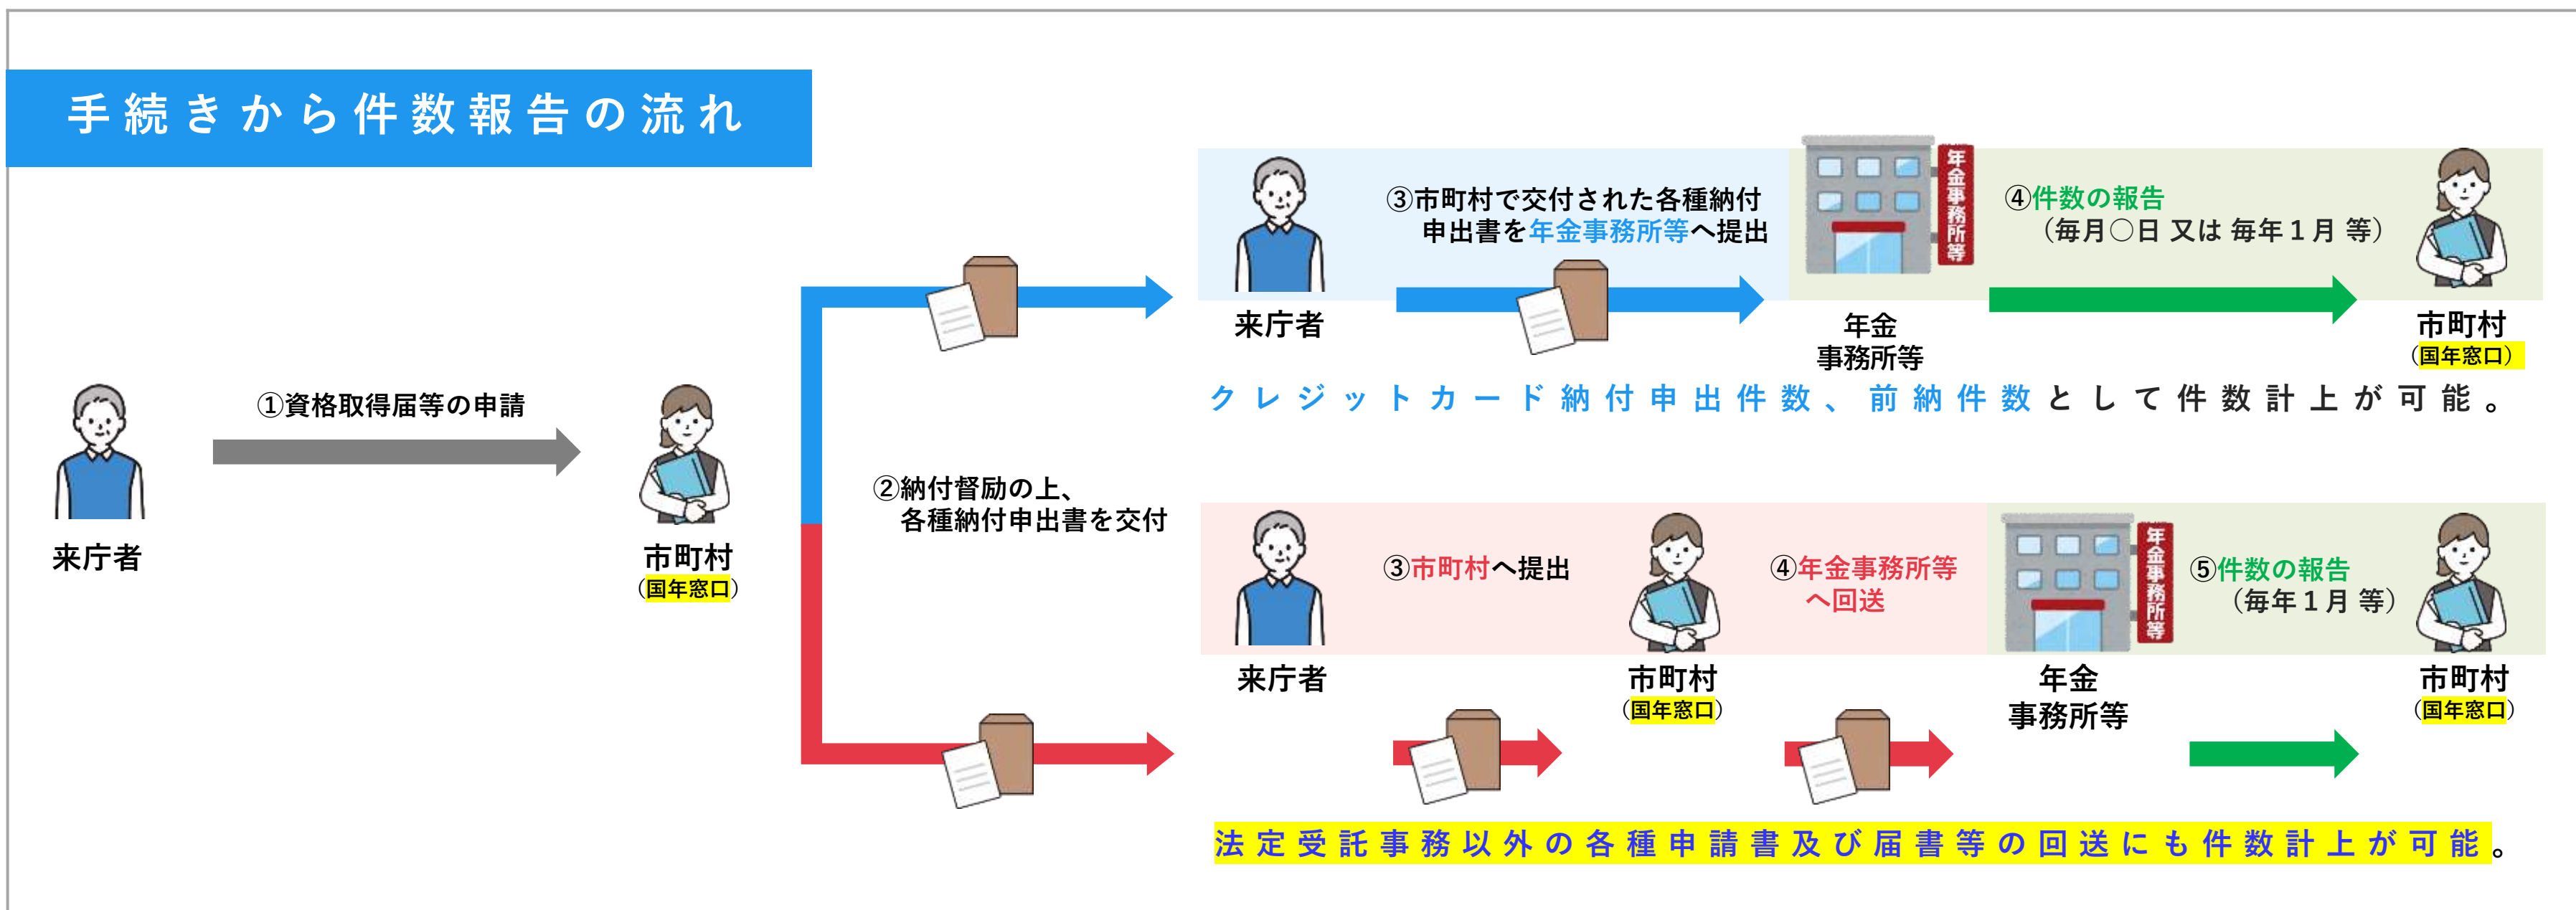 手続きから件数報告の流れ
来庁者
①資格取得届等の申請
市町村
（国年窓口）
②納付督励の上、
各種納付申出書を交付
来庁者
③市町村で交付された各種納付
申出書を年金事務所等へ提出
年金事務所等
年金
事務所等
④件数の報告
（毎月〇日 又は 毎年１月 等）
市町村
（国年窓口）
クレジットカード納付申出件数、前納件数として件数計上が可能。
来庁者
③市町村へ提出
市町村
（国年窓口）
④年金事務所等
へ回送
年金事務所等
年金
事務所等
⑤件数の報告
（毎年１月 等）
市町村
（国年窓口）
法定受託事務以外の各種申請書及び届書等の回送にも件数計上が可能。